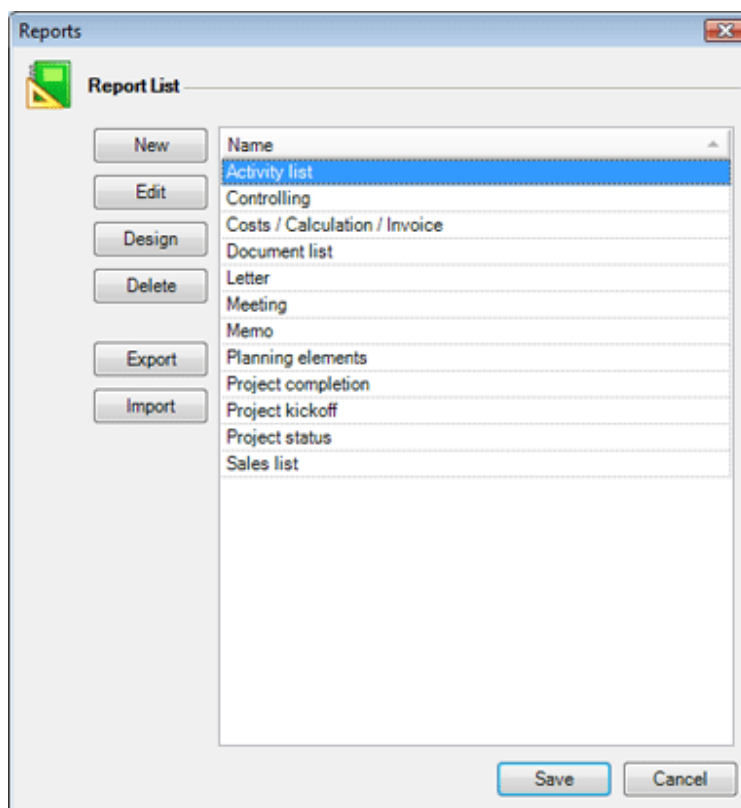 Reports
Report List
New
Edit
Design
Delete
Export
Import
Name
Activity list
Controlling
Costs / Calculation / Invoice
Document list
Letter
Meeting
Memo
Planning elements
Project completion
Project kickoff
Project status
Sales list
Save
Cancel